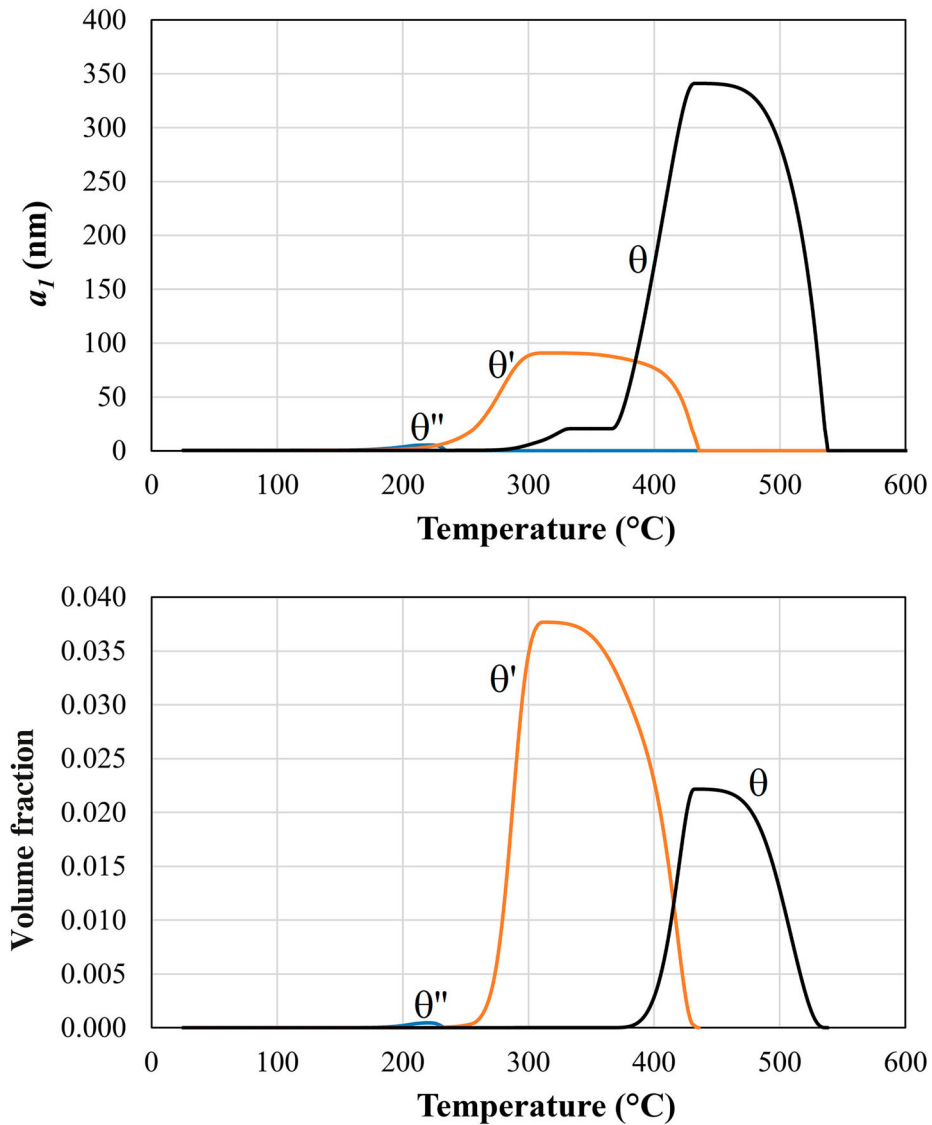 400
350
300
250
200
150
100
50
0
a₁ (nm)
θ
θ'
θ"
0 100 200 300 400 500 600
Temperature (°C)
0.040
0.035
0.030
0.025
0.020
0.015
0.010
0.005
0.000
Volume fraction
θ'
θ
θ"
0 100 200 300 400 500 600
Temperature (°C)